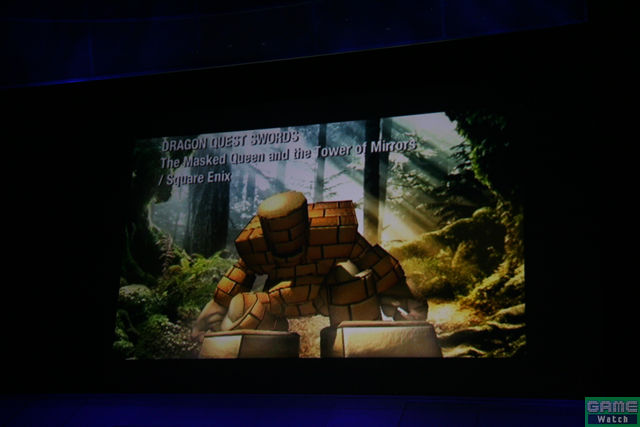 DRAGON QUEST SWORDS
The Masked Queen and the Tower of Mirrors
/ Square Enix
GAME
Watch